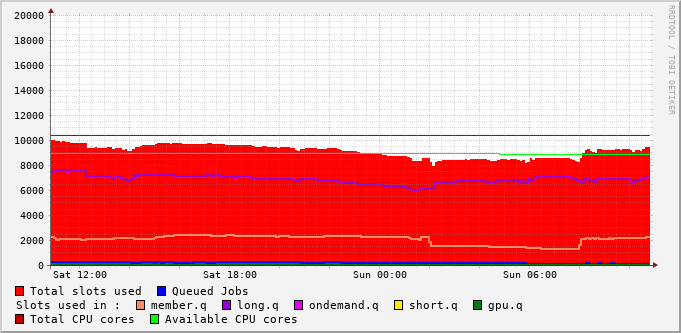 RRDTOOL / TOBI OETIKER
20000
18000
16000
14000
12000
10000
8000
6000
4000
2000
0
Sat 12:00 Sat 18:00 Sun 00:00 Sun 06:00
Total slots used Queued Jobs
Slots used in : member.q long.q ondemand.q short.q gpu.q
Total CPU cores Available CPU cores